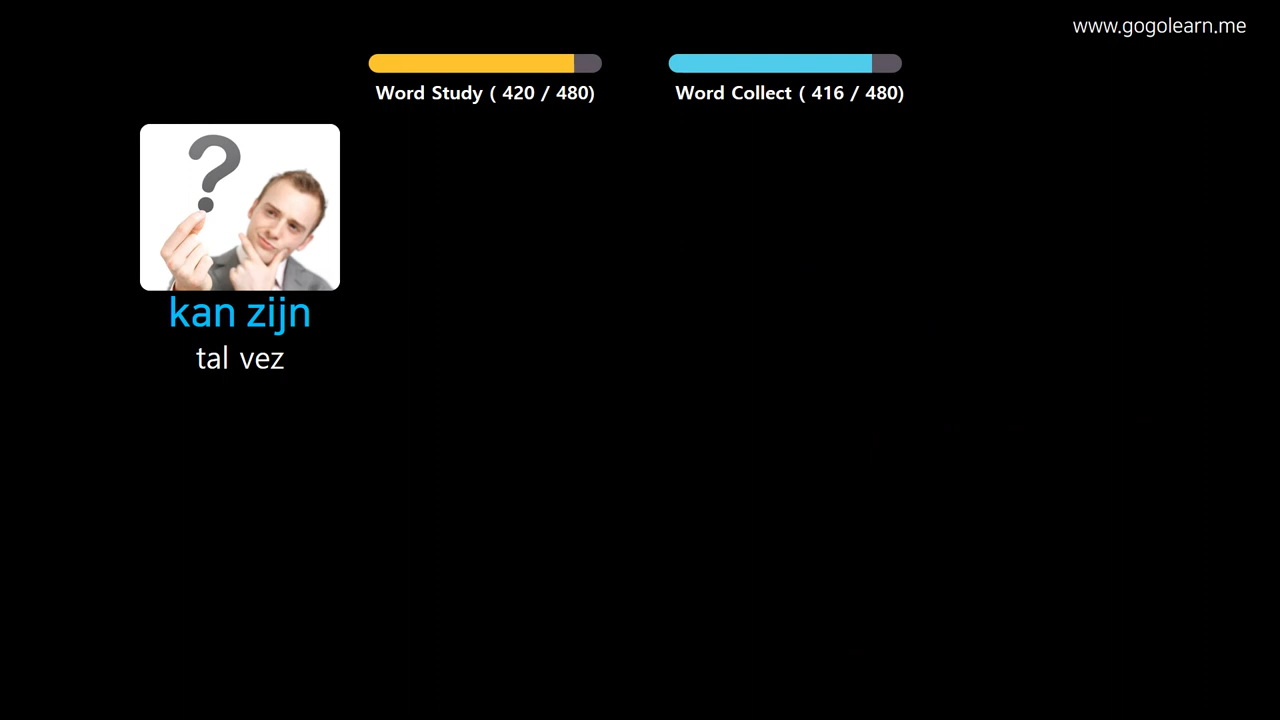 www.gogolearn.me
Word Study ( 420 / 480)
Word Collect ( 416 / 480)
?
kan zijn
tal vez